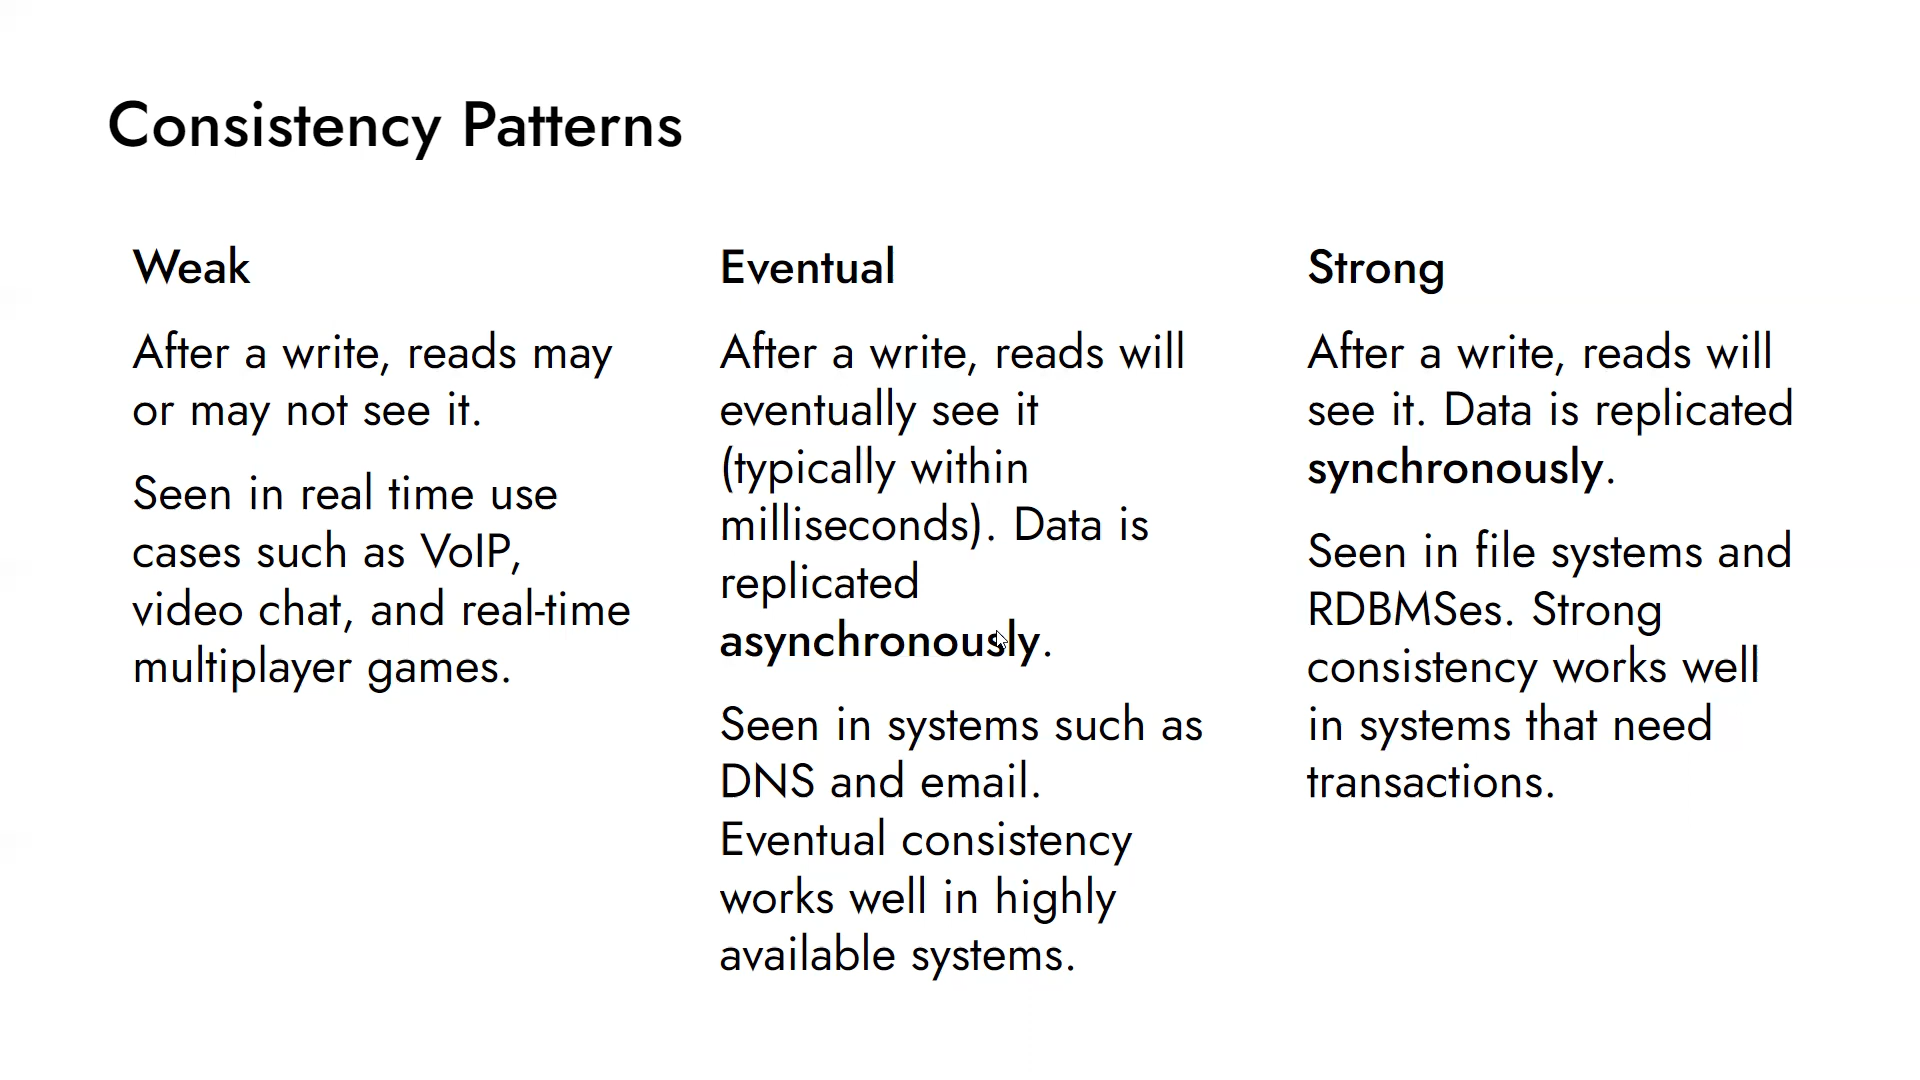 Consistency Patterns
Weak
After a write, reads may
or may not see it.
Seen in real time use
cases such as VoIP,
video chat, and real-time
multiplayer games.
Eventual
After a write, reads will
eventually see it
(typically within
milliseconds). Data is
replicated
asynchronously.
Seen in systems such as
DNS and email.
Eventual consistency
works well in highly
available systems.
Strong
After a write, reads will
see it. Data is replicated
synchronously.
Seen in file systems and
RDBMSes. Strong
consistency works well
in systems that need
transactions.